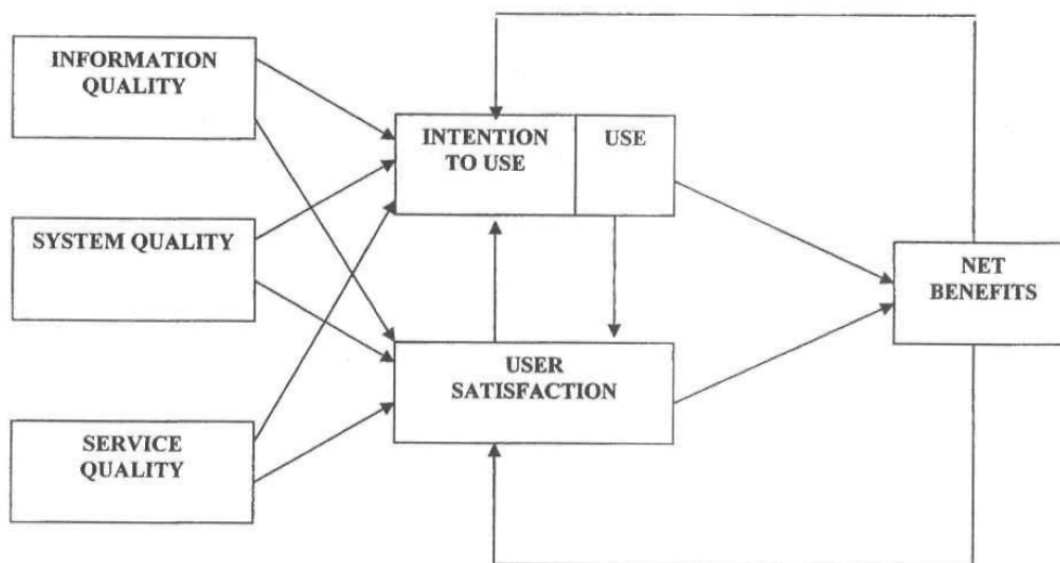 INFORMATION
QUALITY
INTENTION
TO USE
USE
SYSTEM QUALITY
NET
BENEFITS
USER
SATISFACTION
SERVICE
QUALITY